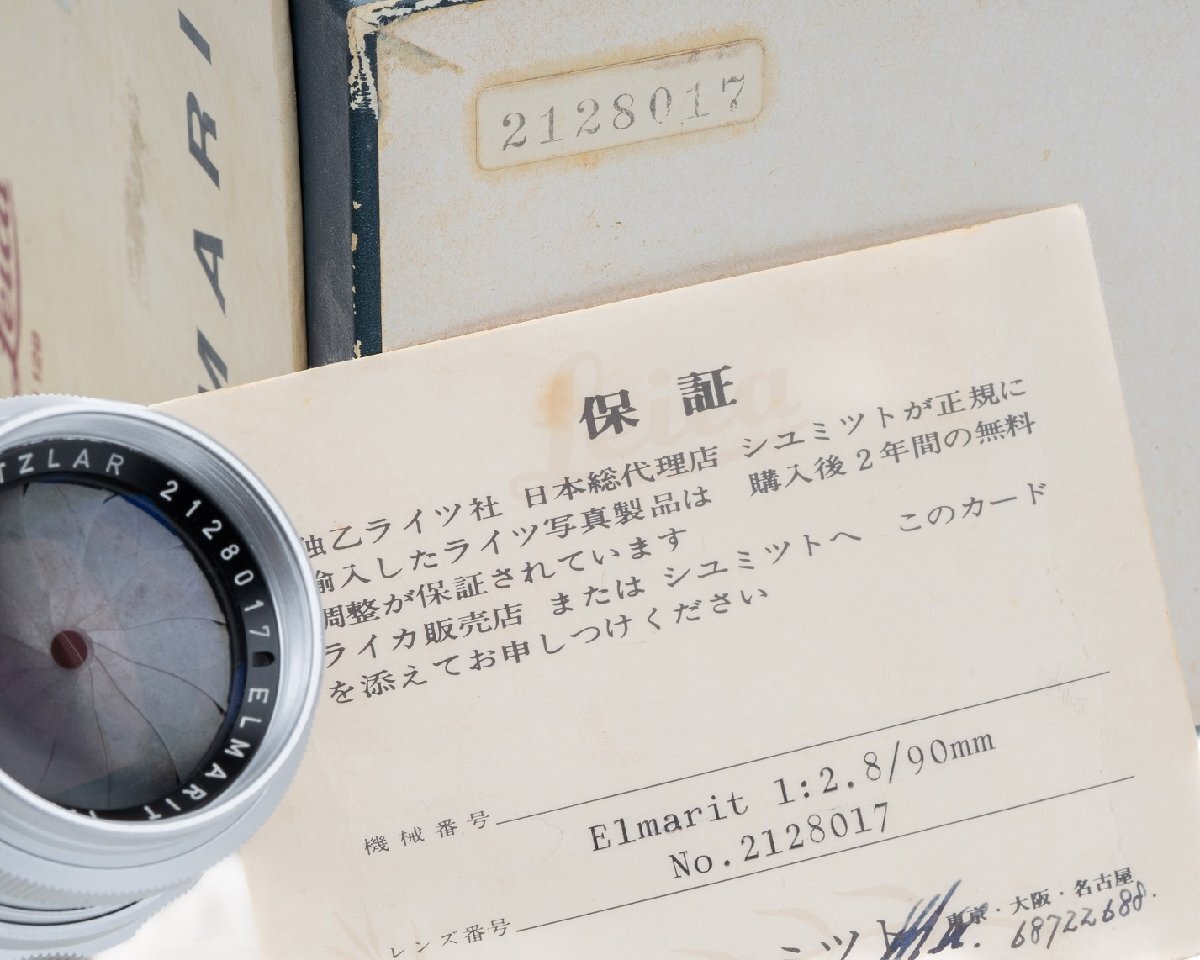 MARI
2128017
Leica
保証
独乙ライツ社 日本総代理店 シユミツトが正規に
輸入したライツ写真製品は 購入後2年間の無料
調整が保証されています
ライカ販売店 または シユミツトへ このカード
を添えてお申しつけください
機械番号
Elmarit 1:2.8/90mm
No.2128017
レンズ番号
ミツト
東京・大阪・名古屋
68722688.
TZLAR 2128017 ELMARIT